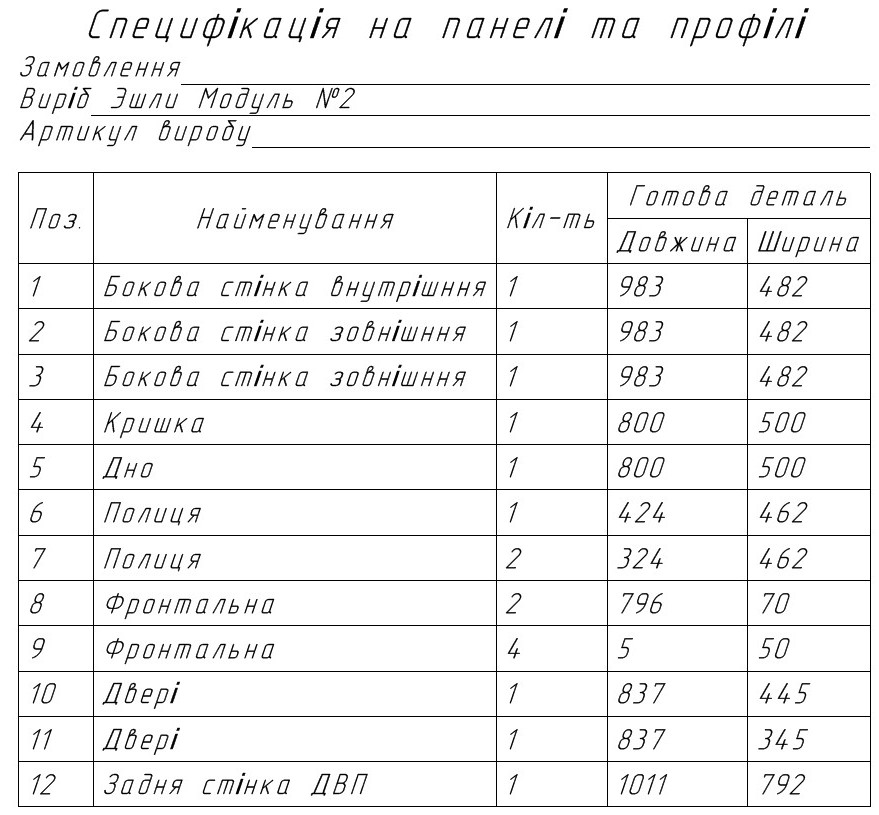 Специфікація на панелі та профілі
Замовлення
Виріб Эшли Модуль №2
Артикул виробу
Поз. Найменування Кіл-ть Готова деталь
Довжина Ширина
1 Бокова стінка внутрішння 1 983 482
2 Бокова стінка зовнішння 1 983 482
3 Бокова стінка зовнішння 1 983 482
4 Кришка 1 800 500
5 Дно 1 800 500
6 Полиця 1 424 462
7 Полиця 2 324 462
8 Фронтальна 2 796 70
9 Фронтальна 4 5 50
10 Двері 1 837 445
11 Двері 1 837 345
12 Задня стінка ДВП 1 1011 792